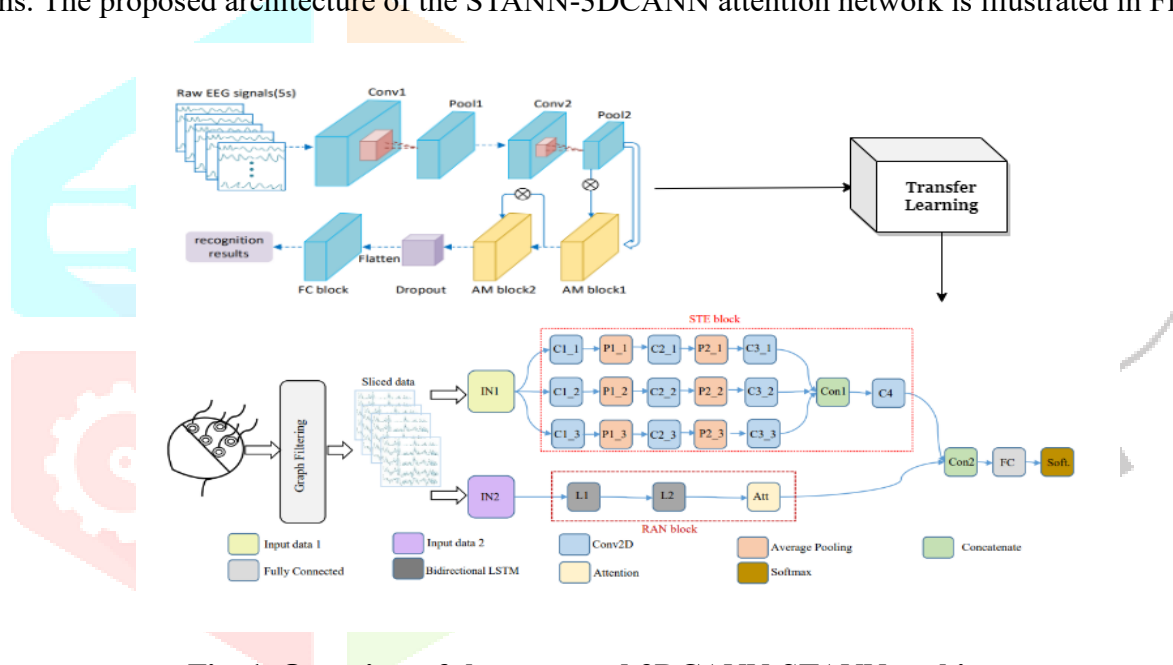 ns. The proposed architecture of the STANN-3DCANN attention network is illustrated in Fi
Raw EEG signals(5s)
Conv1
Pool1
Conv2
Pool2
Transfer
Learning
recognition
results
Flatten
FC block
Dropout
AM block2
AM block1
STE block
C1_1
P1_1
C2_1
P2_1
C3_1
Sliced data
IN1
C1_2
P1_2
C2_2
P2_2
C3_2
Con1
C4
C1_3
P1_3
C2_3
P2_3
C3_3
Graph Filtering
Con2
FC
Soft.
IN2
L1
L2
Att
RAN block
Input data 1
Input data 2
Conv2D
Average Pooling
Concatenate
Fully Connected
Bidirectional LSTM
Attention
Softmax